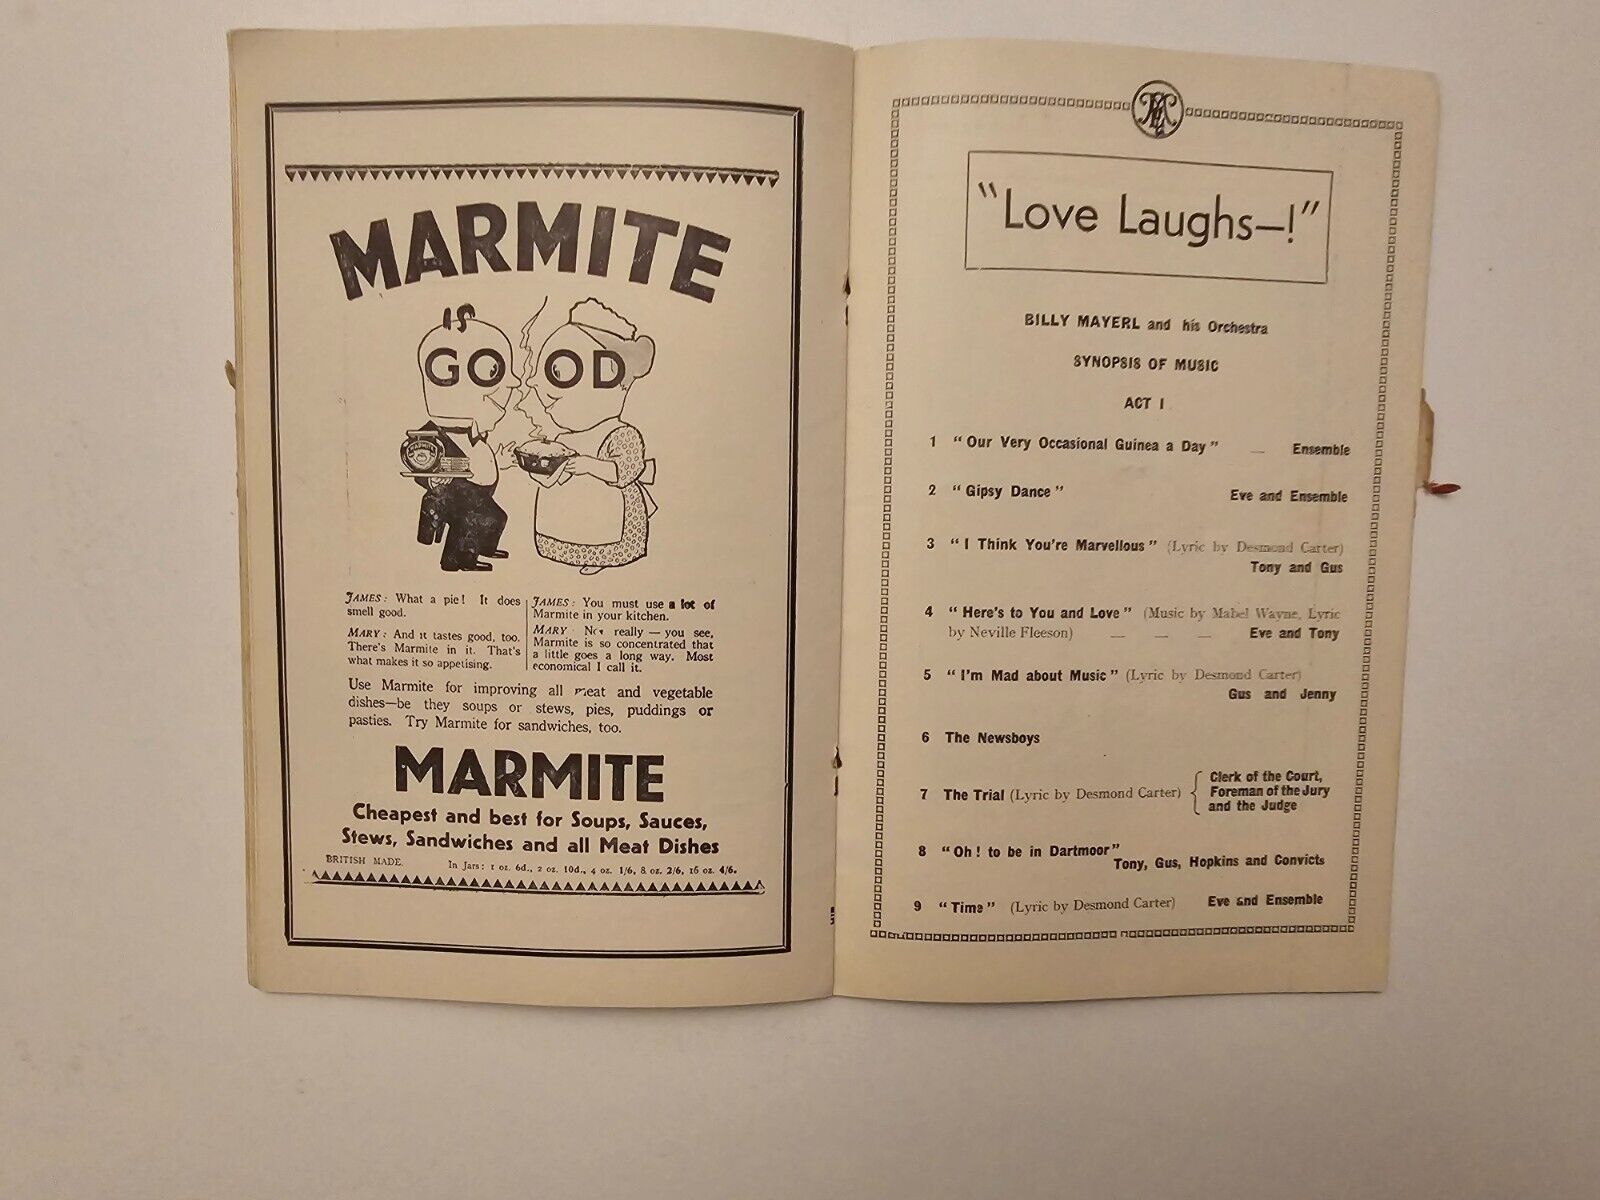 MARMITE
IS
GOOD
MARMITE
JAMES: What a pie! It does
smell good.
MARY: And it tastes good, too.
There's Marmite in it. That's
what makes it so appetising.
JAMES: You must use a lot of
Marmite in your kitchen.
MARY: Not really — you see,
Marmite is so concentrated that
a little goes a long way. Most
economical I call it.
Use Marmite for improving all meat and vegetable
dishes—be they soups or stews, pies, puddings or
pasties. Try Marmite for sandwiches, too.
MARMITE
Cheapest and best for Soups, Sauces,
Stews, Sandwiches and all Meat Dishes
BRITISH MADE. In Jars: 1 oz. 6d., 2 oz. 10d., 4 oz. 1/6, 8 oz. 2/6, 16 oz. 4/6.
"Love Laughs—!"
BILLY MAYERL and his Orchestra
SYNOPSIS OF MUSIC
ACT I
1 "Our Very Occasional Guinea a Day" — Ensemble
2 "Gipsy Dance" Eve and Ensemble
3 "I Think You're Marvellous" (Lyric by Desmond Carter)
Tony and Gus
4 "Here's to You and Love" (Music by Mabel Wayne, Lyric
by Neville Fleeson) — — — Eve and Tony
5 "I'm Mad about Music" (Lyric by Desmond Carter)
Gus and Jenny
6 The Newsboys
7 The Trial (Lyric by Desmond Carter) { Clerk of the Court,
Foreman of the Jury
and the Judge
8 "Oh! to be in Dartmoor"
Tony, Gus, Hopkins and Convicts
9 "Time" (Lyric by Desmond Carter) Eve and Ensemble